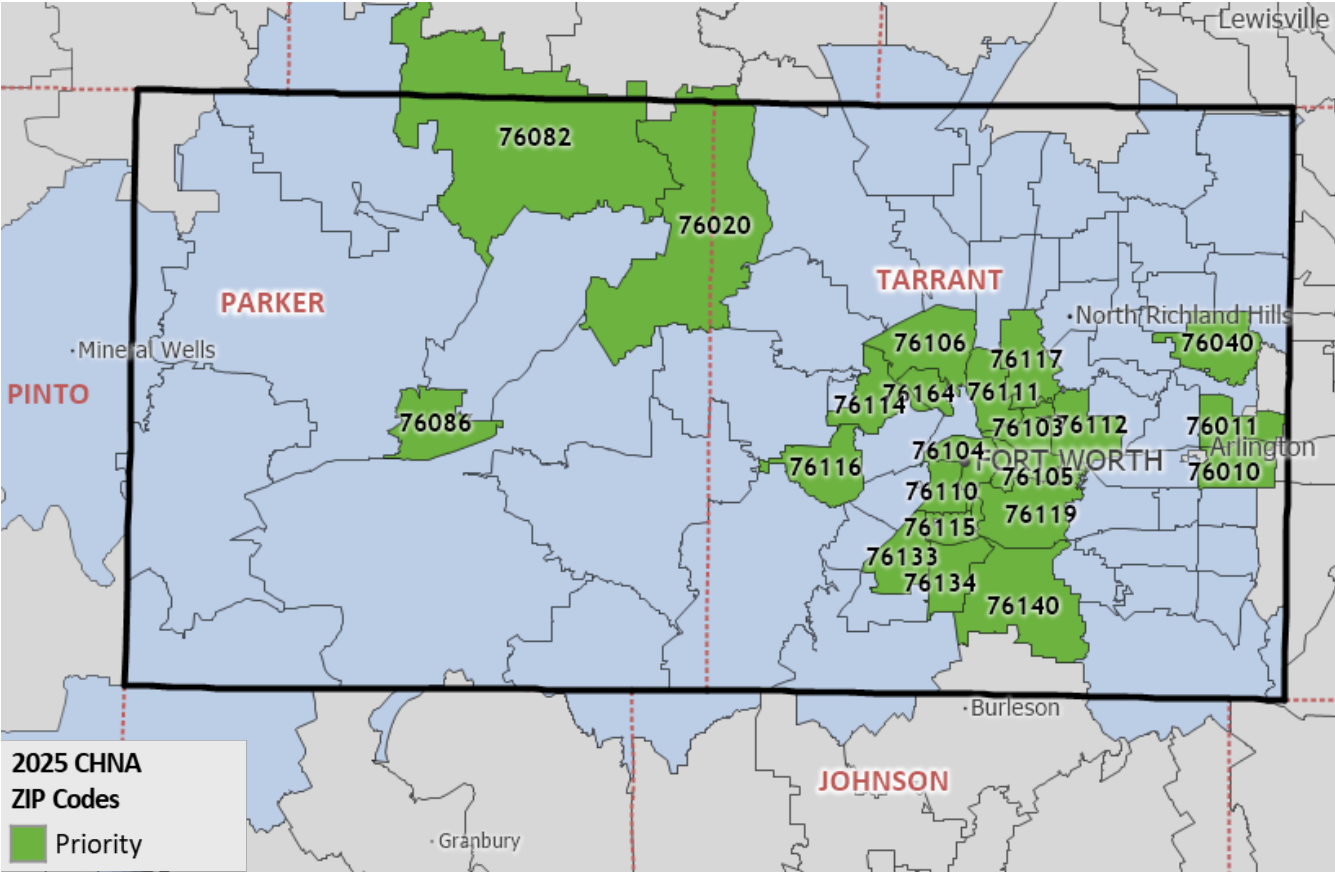 Lewisville
76082
76020
TARRANT
PARKER
North Richland Hills
76106
76040
Mineral Wells
76117
PINTO
76164
76111
76114
76086
76103
76112
76011
Arlington
76104
FORT WORTH
76116
76105
76010
76110
76119
76115
76133
76134
76140
Burleson
2025 CHNA
ZIP Codes
Priority
JOHNSON
Granbury